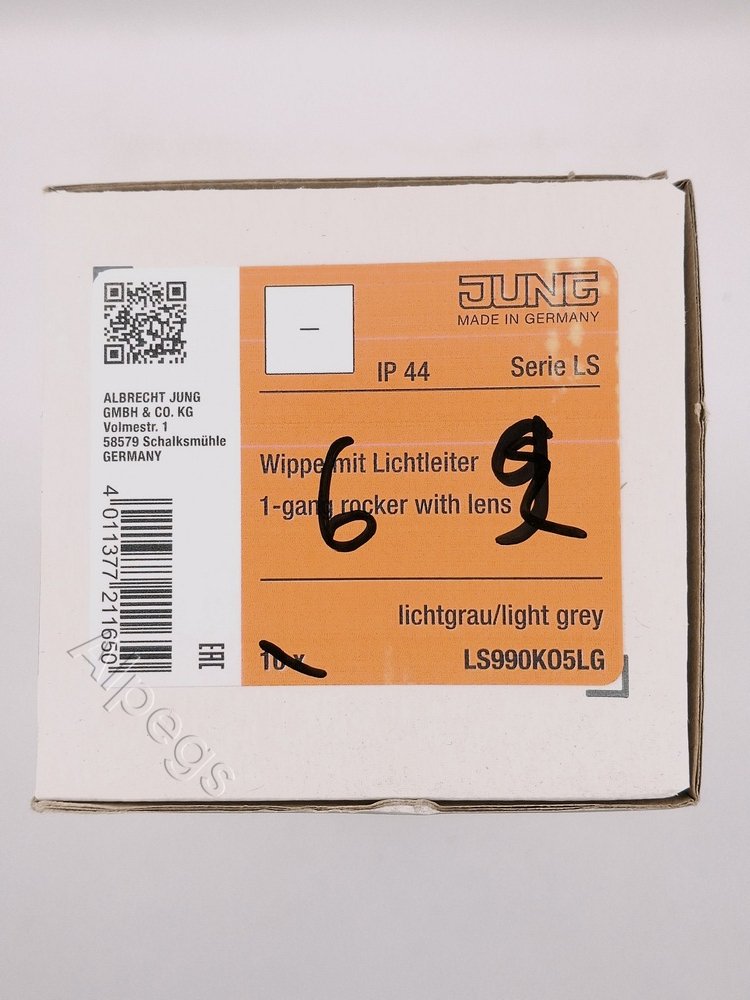 JUNG
MADE IN GERMANY
IP 44 Serie LS
ALBRECHT JUNG
GMBH & CO. KG
Volmestr. 1
58579 Schalksmühle
GERMANY
Wippe mit Lichtleiter
1-gang rocker with lens
6
lichtgrau/light grey
10 x LS990KO5LG
4 011377 211650
EAC
Alpegs